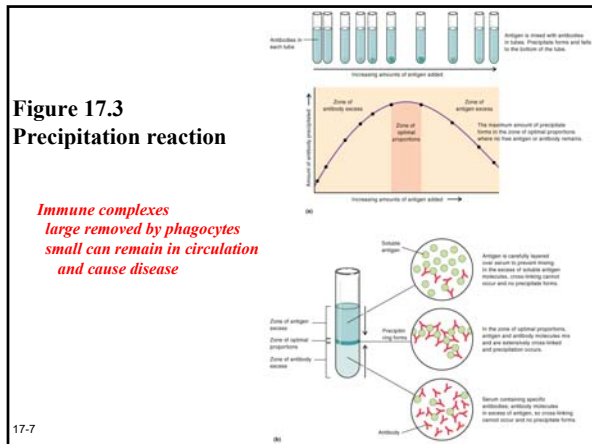 Figure 17.3
Precipitation reaction
Immune complexes
large removed by phagocytes
small can remain in circulation
and cause disease
17-7
Antibodies in
each tube
Antigen is mixed with antibodies
in tubes. Precipitate forms and falls
to the bottom of the tube.
Increasing amounts of antigen added
Amount of antibody precipitated
Zone of
antibody excess
Zone of
optimal
proportions
Zone of
antigen excess
The maximum amount of precipitate
forms in the zone of optimal proportions
where no free antigen or antibody remains.
Increasing amounts of antigen added
(a)
Soluble
antigen
Antigen is carefully layered
over serum to prevent mixing.
In the excess of soluble antigen
molecules, cross-linking cannot
occur and no precipitate forms.
Zone of antigen
excess
Zone of optimal
proportions
Zone of antibody
excess
Precipitin
ring forms
In the zone of optimal proportions,
antigen and antibody molecules mix
and are extensively cross-linked
and precipitation occurs.
Serum containing specific
antibodies; antibody molecules
in excess of antigen, so cross-linking
cannot occur and no precipitate forms.
Antibody
(b)